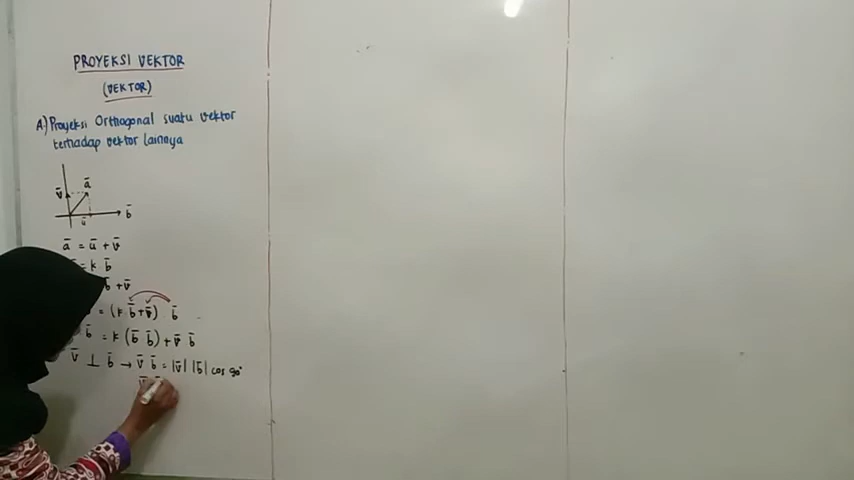 PROYEKSI VEKTOR
(VEKTOR)
A) Proyeksi Orthogonal suatu vektor
terhadap vektor lainnya
v̅ a̅
u̅ b̅
a̅ = u̅ + v̅
= k b̅
b̅ + v̅
= (k b̅ + v̅) b̅
b̅ = k (b̅ b̅) + v̅ b̅
v̅ ⊥ b̅ → v̅ b̅ = |v̅| |b̅| cos 90°